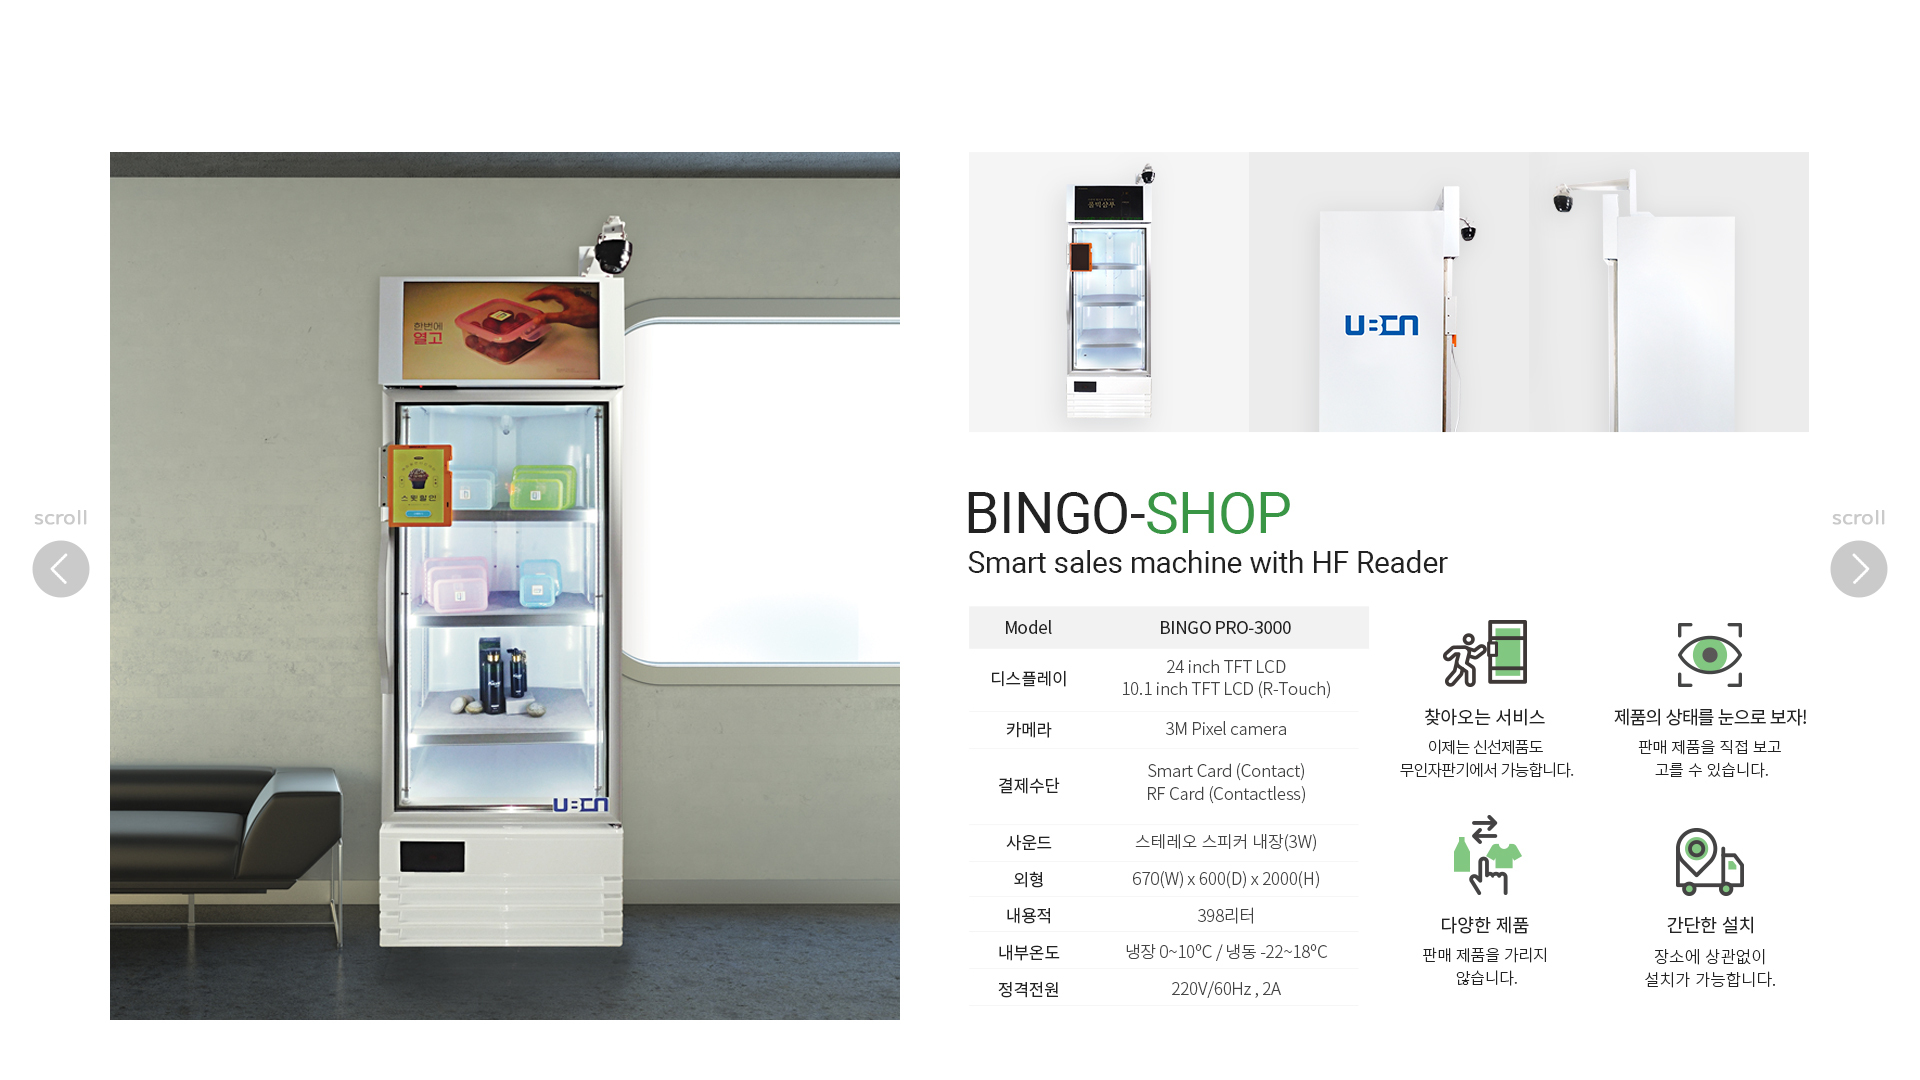 scroll
한번에
열고
스윗할인
UBCN
UBCN
BINGO-SHOP
Smart sales machine with HF Reader
Model BINGO PRO-3000
디스플레이 24 inch TFT LCD
10.1 inch TFT LCD (R-Touch)
카메라 3M Pixel camera
결제수단 Smart Card (Contact)
RF Card (Contactless)
사운드 스테레오 스피커 내장(3W)
외형 670(W) x 600(D) x 2000(H)
내용적 398리터
내부온도 냉장 0~10ºC / 냉동 -22~18ºC
정격전원 220V/60Hz , 2A
찾아오는 서비스
이제는 신선제품도
무인자판기에서 가능합니다.
제품의 상태를 눈으로 보자!
판매 제품을 직접 보고
고를 수 있습니다.
다양한 제품
판매 제품을 가리지
않습니다.
간단한 설치
장소에 상관없이
설치가 가능합니다.
scroll